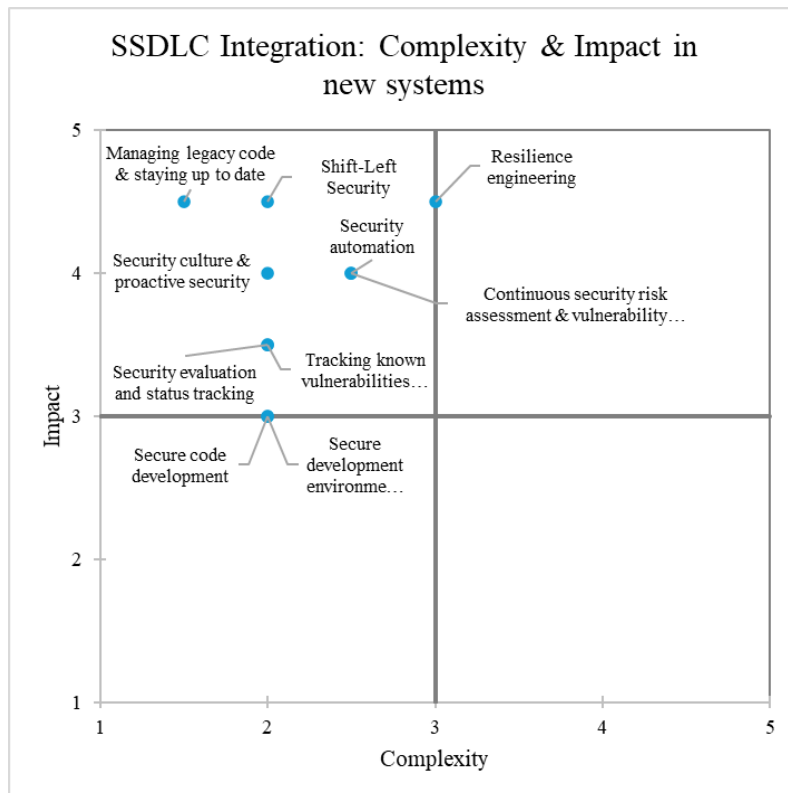 SSDLC Integration: Complexity & Impact in
new systems
5
Managing legacy code
& staying up to date
Shift-Left
Security
Resilience
engineering
Security
automation
4
Security culture &
proactive security
Continuous security risk
assessment & vulnerability…
Security evaluation
and status tracking
Tracking known
vulnerabilities…
Impact
3
Secure code
development
Secure
development
environme…
2
1
1
2
3
4
5
Complexity